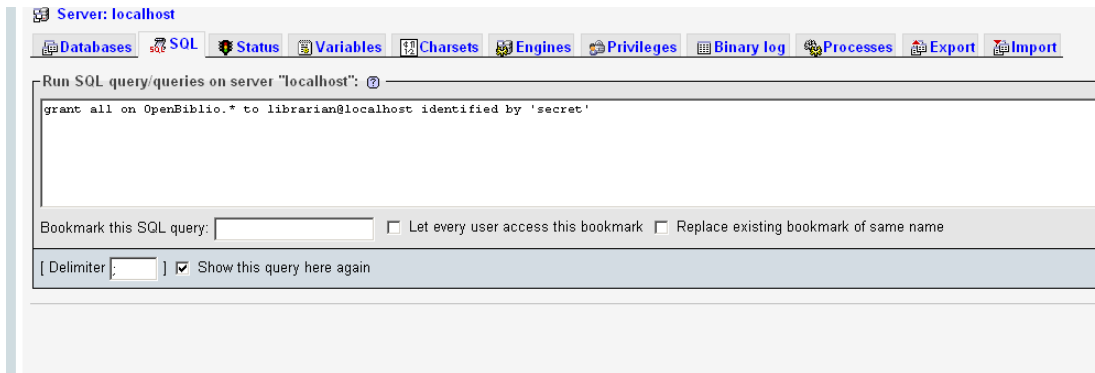 Server: localhost
Databases SQL Status Variables Charsets Engines Privileges Binary log Processes Export Import
Run SQL query/queries on server "localhost":
grant all on OpenBiblio.* to librarian@localhost identified by 'secret'
Bookmark this SQL query: Let every user access this bookmark Replace existing bookmark of same name
[ Delimiter ; ] Show this query here again